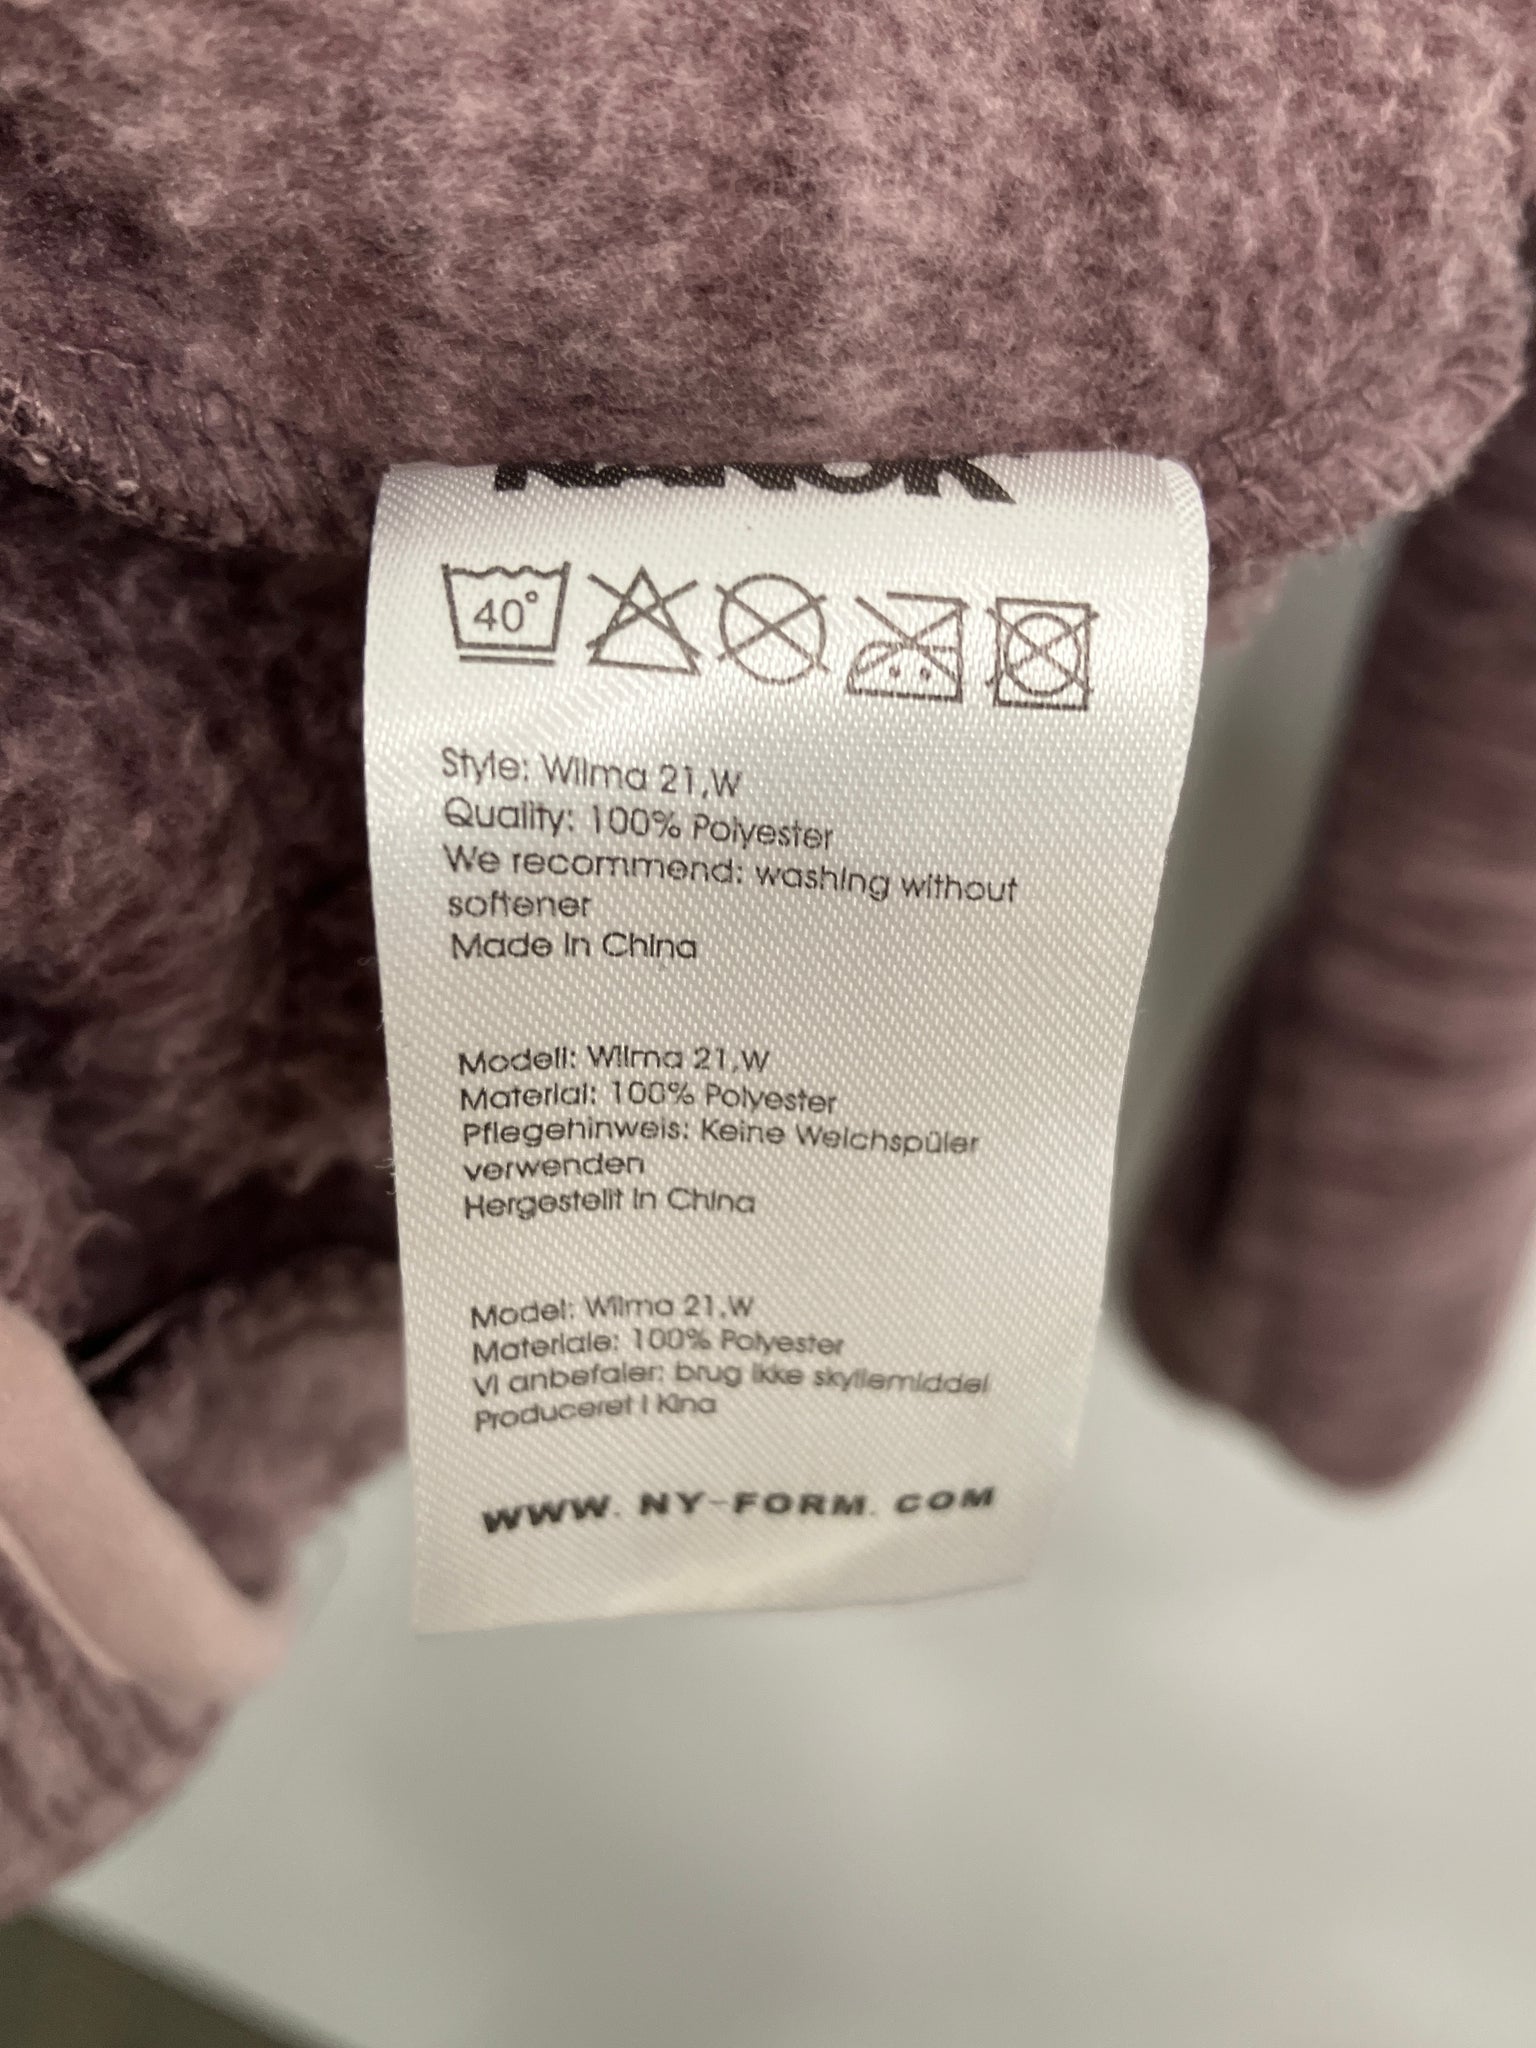 40°
Style: Wilma 21,W
Quality: 100% Polyester
We recommend: washing without
softener
Made in China
Modell: Wilma 21,W
Material: 100% Polyester
Pflegehinweis: Keine Weichspüler
verwenden
Hergestellt in China
Model: Wilma 21,W
Materiale: 100% Polyester
Vi anbefaler: brug ikke skyllemiddel
Produceret i Kina
WWW. NY-FORM. COM